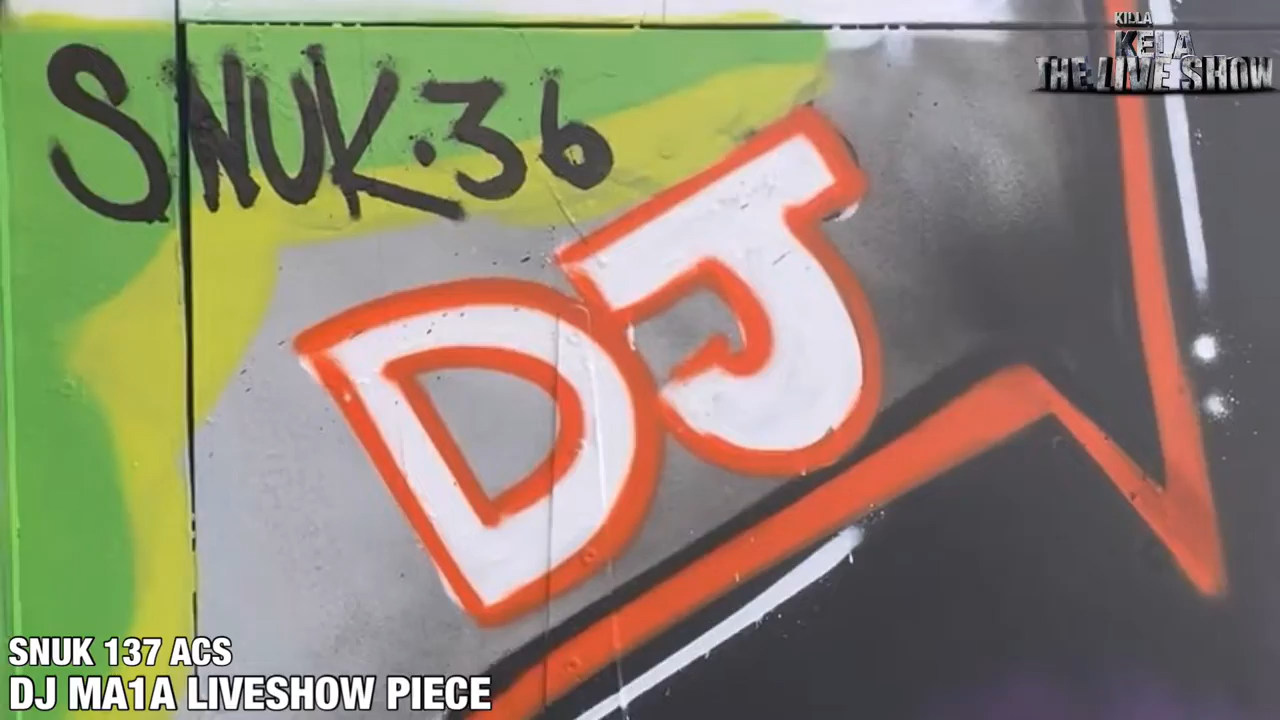 KILLA
KELA
THE LIVE SHOW
SNUK.36
DJ
SNUK 137 ACS
DJ MA1A LIVESHOW PIECE